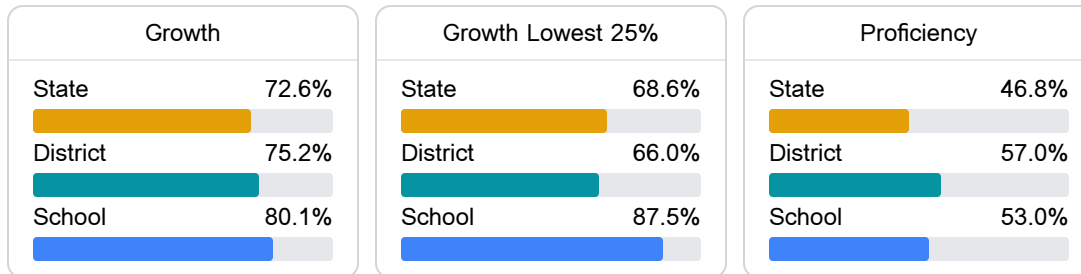 Growth
State 72.6%
District 75.2%
School 80.1%
Growth Lowest 25%
State 68.6%
District 66.0%
School 87.5%
Proficiency
State 46.8%
District 57.0%
School 53.0%